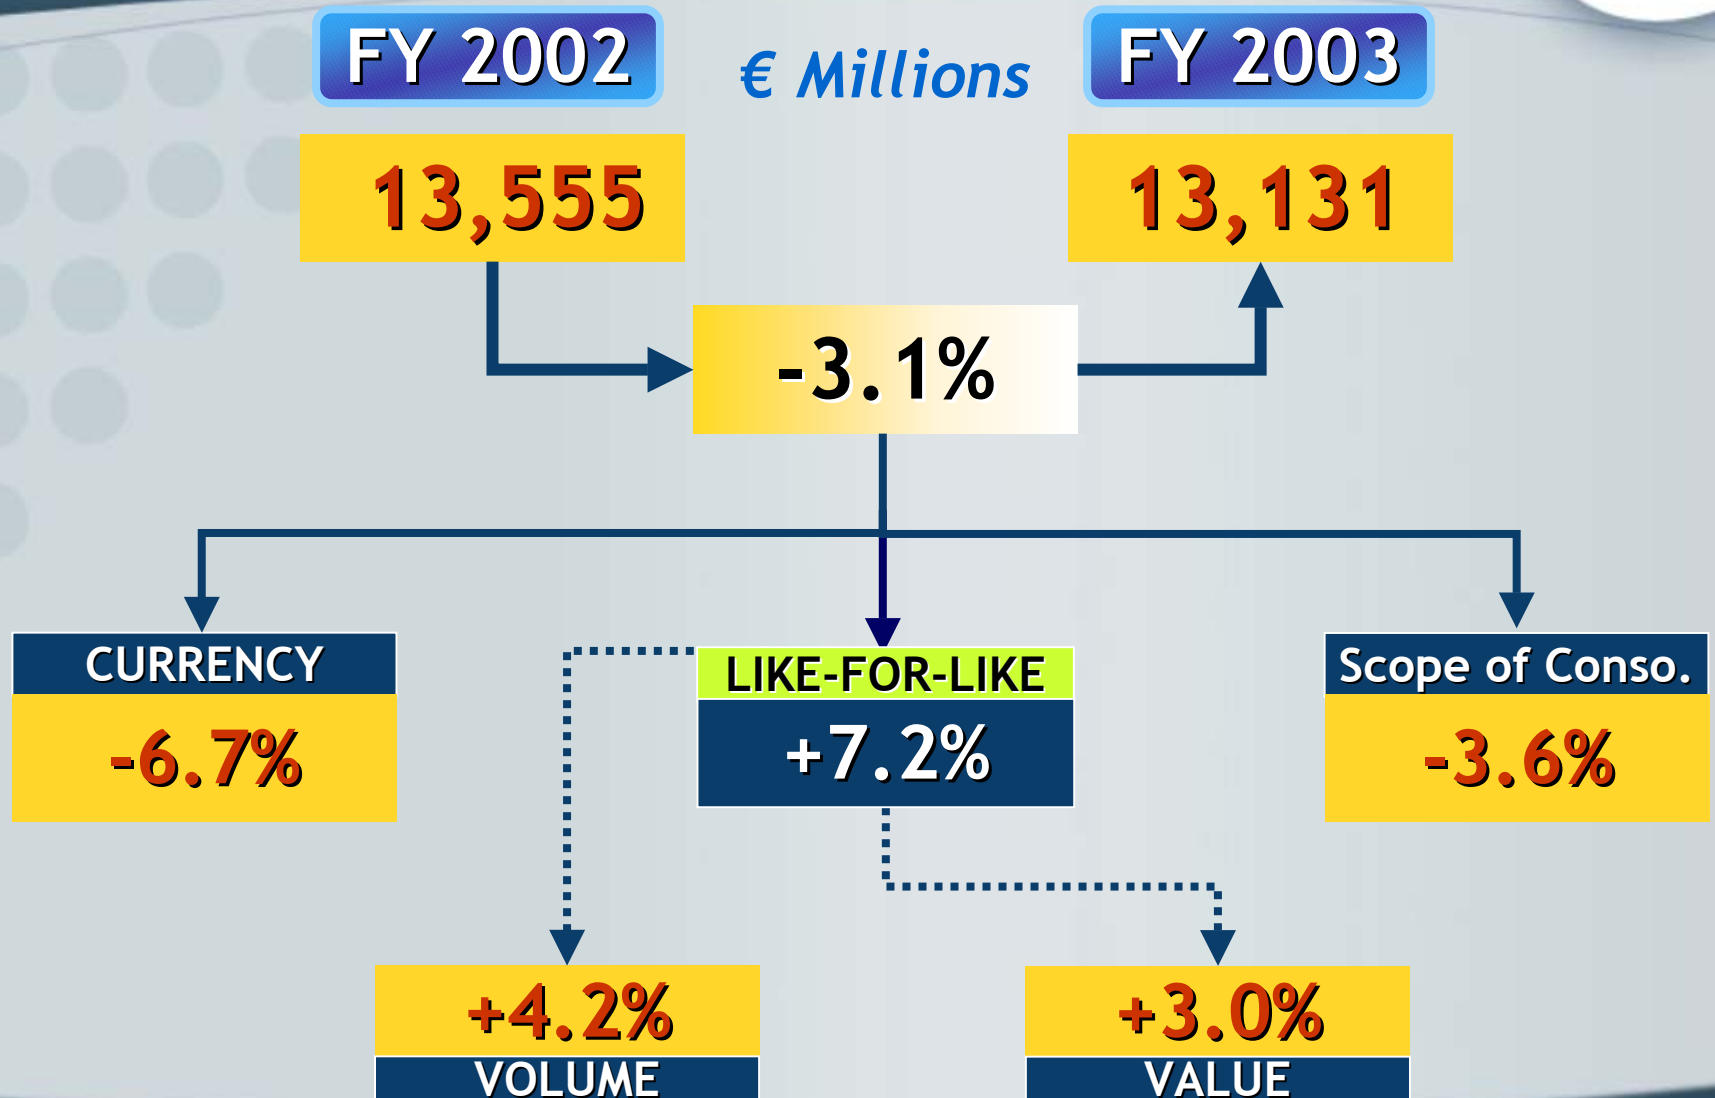 FY 2002
€ Millions
FY 2003
13,555
13,131
-3.1%
CURRENCY
-6.7%
LIKE-FOR-LIKE
+7.2%
Scope of Conso.
-3.6%
+4.2%
VOLUME
+3.0%
VALUE